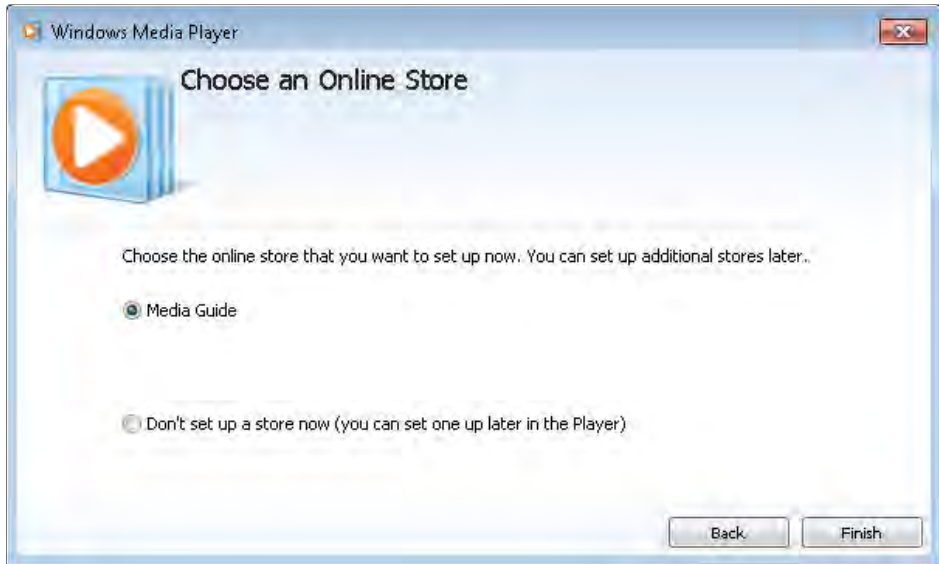 Windows Media Player
Choose an Online Store
Choose the online store that you want to set up now. You can set up additional stores later..
Media Guide
Don't set up a store now (you can set one up later in the Player)
Back Finish